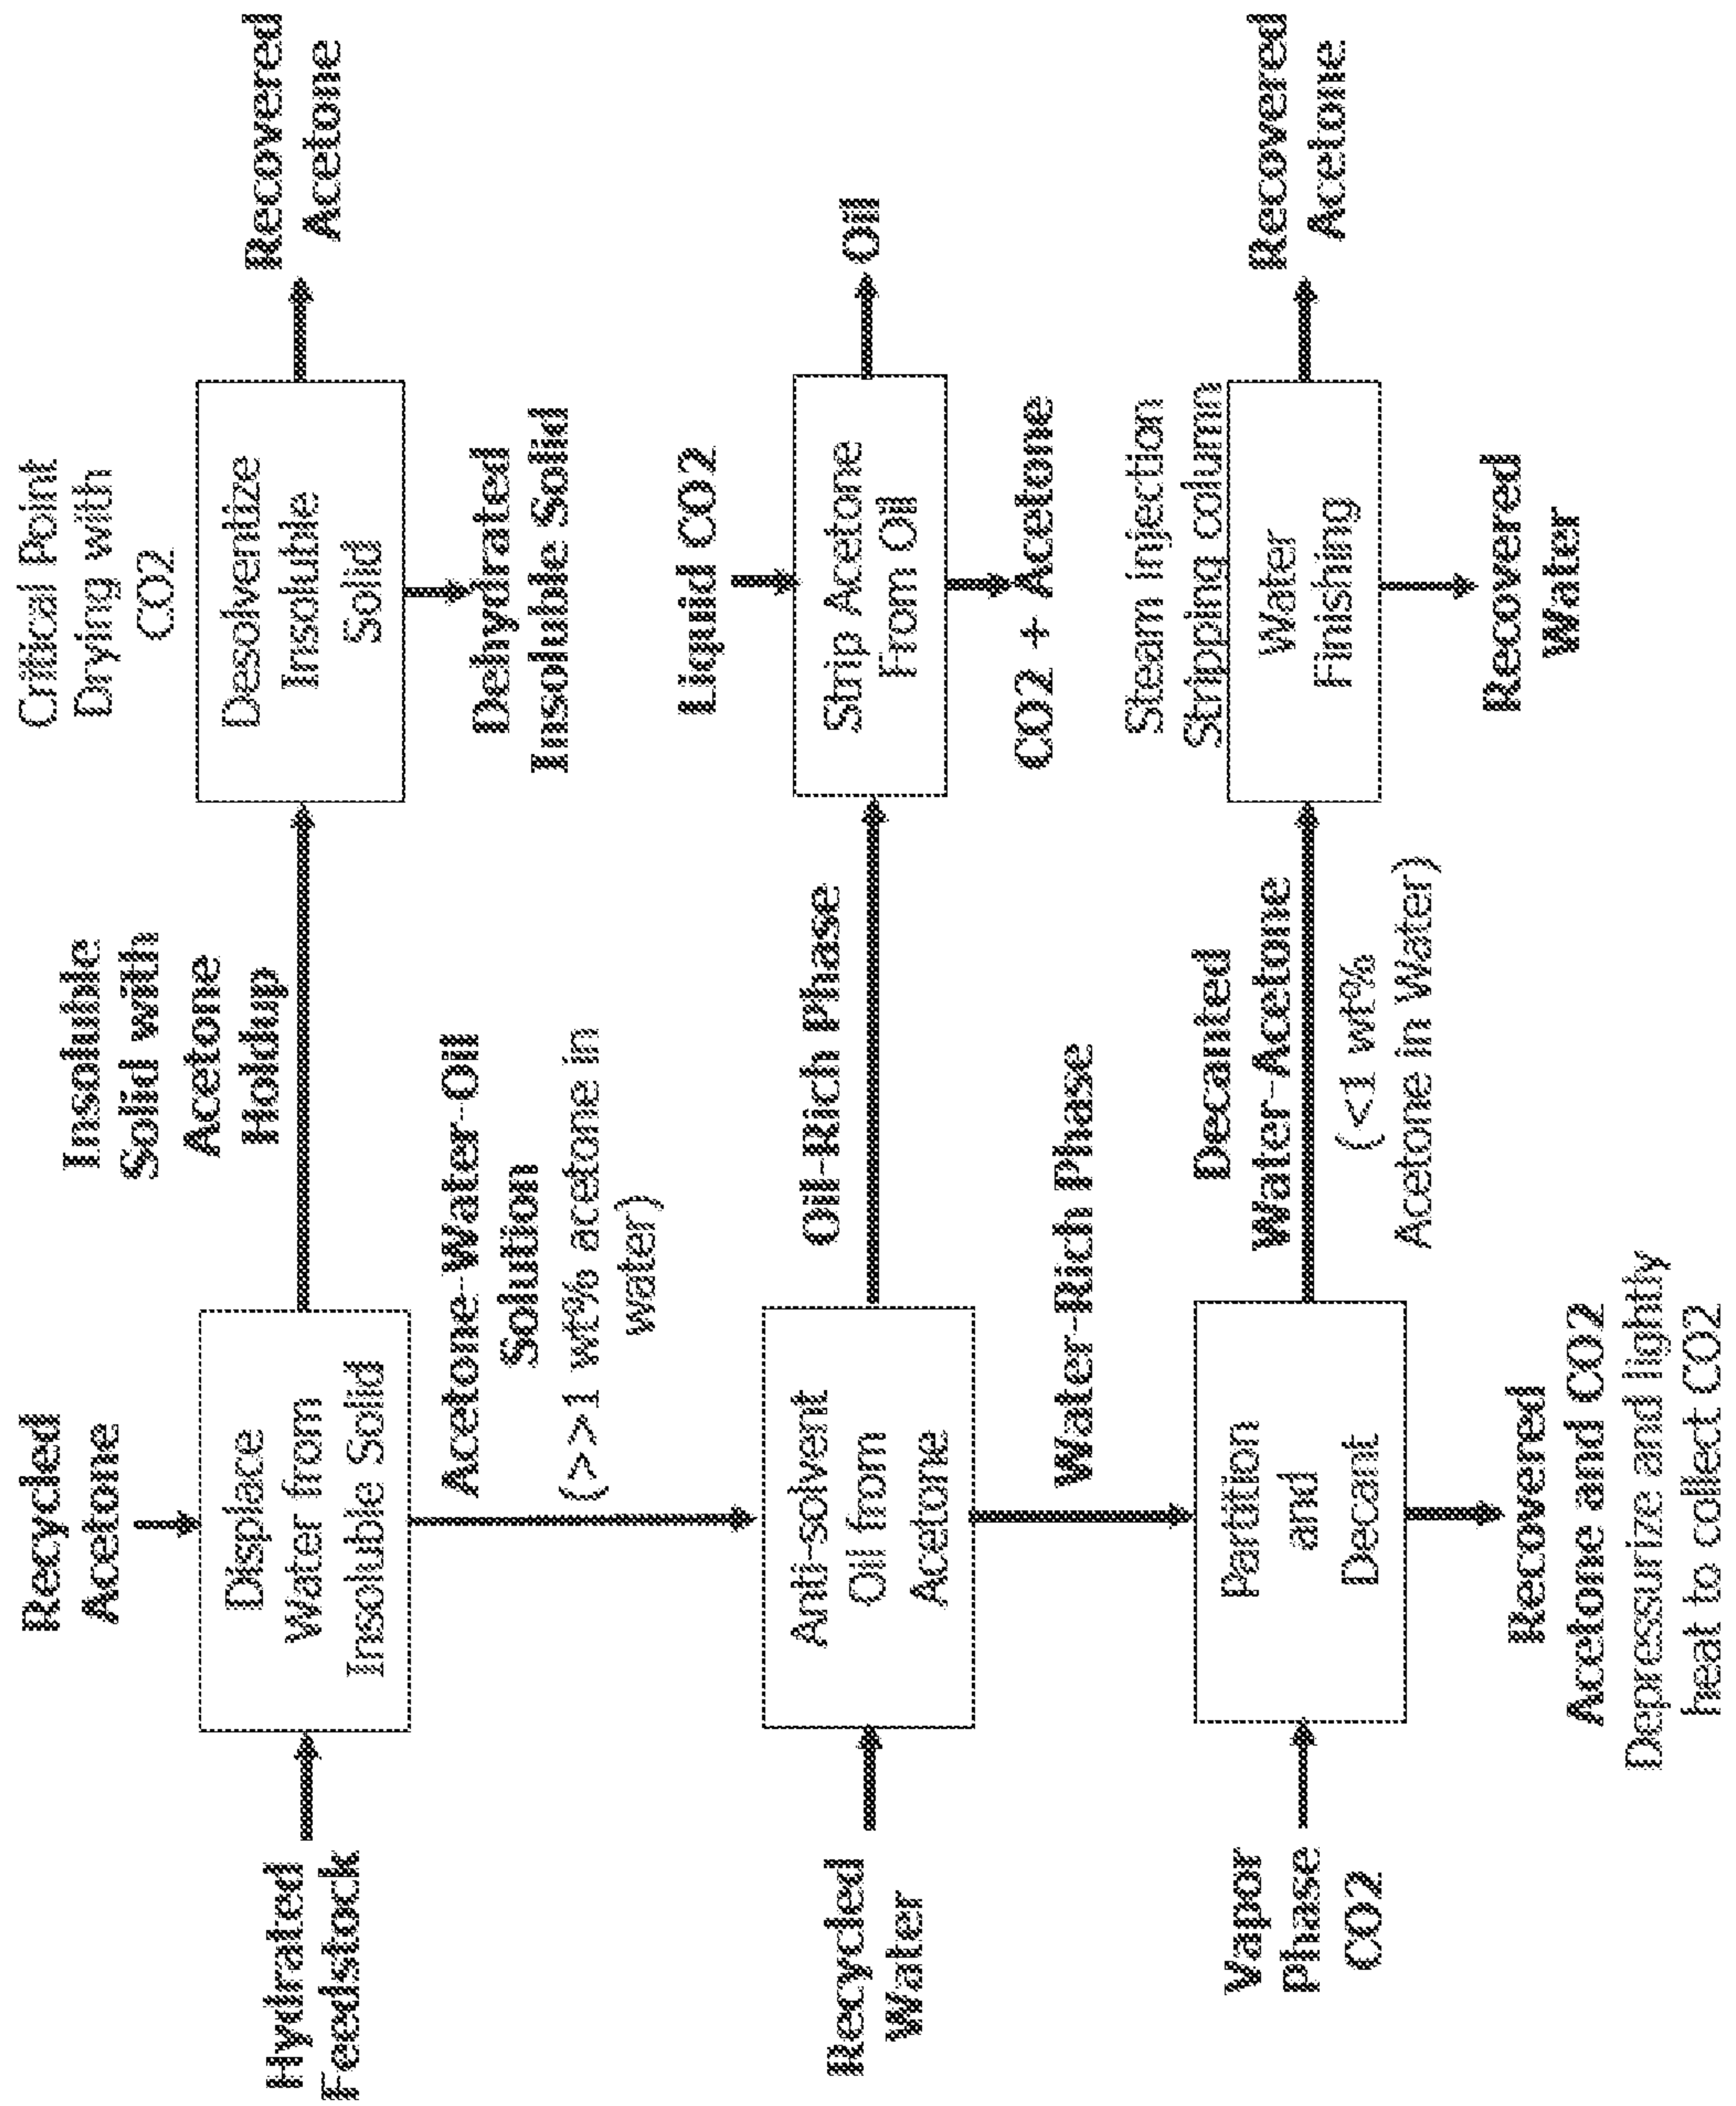 Recycled
Acetone
Hydrated
Feedstock
Displace
Water from
Insoluble Solid
Insoluble
Solid with
Acetone
Holdup
Critical Point
Drying with
CO2
Desolventize
Insoluble
Solid
Recovered
Acetone
Dehydrated
Insoluble Solid
Acetone-Water-Oil
Solution
(>>1 wt% acetone in
water)
Recycled
Water
Anti-solvent
Oil from
Acetone
Oil-Rich Phase
Liquid CO2
Strip Acetone
From Oil
Oil
CO2 + Acetone
Water-Rich Phase
Vapor
phase
CO2
Partition
and
Decant
Decanted
Water-Acetone
(<1 wt%
Acetone in Water)
Steam injection
Stripping column
Water
Finishing
Recovered
Acetone
Recovered
Water
Recovered
Acetone and CO2
Depressurize and lightly
heat to collect CO2